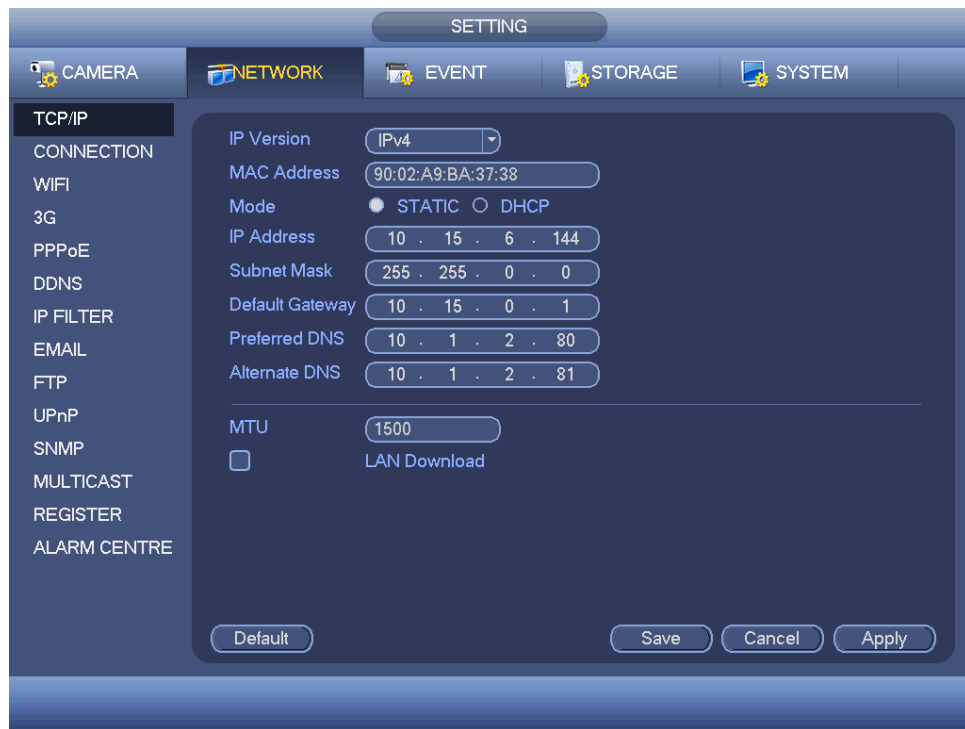 SETTING
CAMERA NETWORK EVENT STORAGE SYSTEM
TCP/IP
CONNECTION
WIFI
3G
PPPoE
DDNS
IP FILTER
EMAIL
FTP
UPnP
SNMP
MULTICAST
REGISTER
ALARM CENTRE
IP Version IPv4
MAC Address 90:02:A9:BA:37:38
Mode STATIC DHCP
IP Address 10 . 15 . 6 . 144
Subnet Mask 255 . 255 . 0 . 0
Default Gateway 10 . 15 . 0 . 1
Preferred DNS 10 . 1 . 2 . 80
Alternate DNS 10 . 1 . 2 . 81
MTU 1500
LAN Download
Default Save Cancel Apply